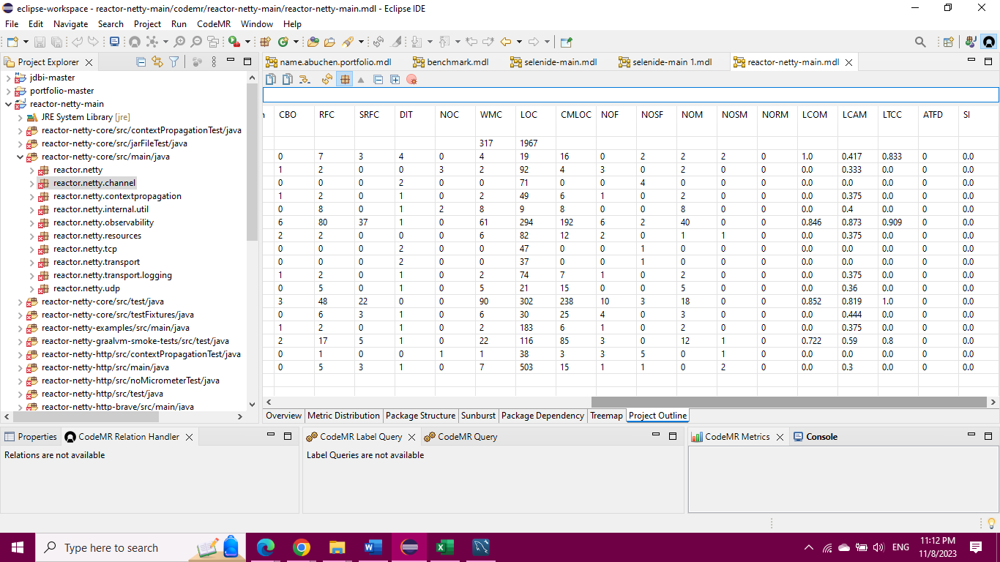 eclipse-workspace - reactor-netty-main/codemr/reactor-netty-main/reactor-netty-main.mdl - Eclipse IDE
File Edit Navigate Search Project Run CodeMR Window Help
Project Explorer
jdbi-master
portfolio-master
reactor-netty-main
JRE System Library [jre]
reactor-netty-core/src/contextPropagationTest/java
reactor-netty-core/src/jarFileTest/java
reactor-netty-core/src/main/java
reactor.netty
reactor.netty.channel
reactor.netty.contextpropagation
reactor.netty.internal.util
reactor.netty.observability
reactor.netty.resources
reactor.netty.tcp
reactor.netty.transport
reactor.netty.transport.logging
reactor.netty.udp
reactor-netty-core/src/test/java
reactor-netty-core/src/testFixtures/java
reactor-netty-examples/src/main/java
reactor-netty-graalvm-smoke-tests/src/test/java
reactor-netty-http/src/contextPropagationTest/java
reactor-netty-http/src/main/java
reactor-netty-http/src/noMicrometerTest/java
reactor-netty-http/src/test/java
reactor-netty-http-brave/src/main/java
name.abuchen.portfolio.mdl benchmark.mdl selenide-main.mdl selenide-main 1.mdl reactor-netty-main.mdl
CBO RFC SRFC DIT NOC WMC LOC CMLOC NOF NOSF NOM NOSM NORM LCOM LCAM LTCC ATFD SI
317 1967
0 7 3 4 0 4 19 16 0 2 2 2 0 1.0 0.417 0.833 0 0.0
1 2 0 0 3 2 92 4 3 0 2 0 0 0.0 0.333 0.0 0 0.0
0 0 0 2 0 0 71 0 0 4 0 0 0 0.0 0.0 0.0 0 0.0
1 2 0 1 0 2 49 6 1 0 2 0 0 0.0 0.375 0.0 0 0.0
0 8 0 1 2 8 9 8 0 0 8 0 0 0.0 0.4 0.0 0 0.0
6 80 37 1 0 61 294 192 6 2 40 0 0 0.846 0.873 0.909 0 0.0
2 2 0 0 0 6 82 12 2 0 1 1 0 0.0 0.375 0.0 0 0.0
0 0 0 2 0 0 47 0 0 1 0 0 0 0.0 0.0 0.0 0 0.0
0 0 0 2 0 0 37 0 0 1 0 0 0 0.0 0.0 0.0 0 0.0
1 2 0 1 0 2 74 7 1 0 2 0 0 0.0 0.375 0.0 0 0.0
0 5 0 1 0 5 21 15 0 0 5 0 0 0.0 0.36 0.0 0 0.0
3 48 22 0 0 90 302 238 10 3 18 0 0 0.852 0.819 1.0 0 0.0
0 6 3 1 0 6 30 25 4 0 3 0 0 0.0 0.444 0.0 0 0.0
1 2 0 1 0 2 183 6 1 0 2 0 0 0.0 0.375 0.0 0 0.0
2 17 5 1 0 22 116 85 3 0 12 1 0 0.722 0.59 0.8 0 0.0
0 1 0 0 1 1 38 3 3 5 0 1 0 0.0 0.0 0.0 0 0.0
0 5 3 1 0 7 503 15 1 1 0 2 0 0.0 0.3 0.0 0 0.0
Overview Metric Distribution Package Structure Sunburst Package Dependency Treemap Project Outline
Properties CodeMR Relation Handler
Relations are not available
CodeMR Label Query CodeMR Query
Label Queries are not available
CodeMR Metrics Console
Type here to search
ENG
11:12 PM
11/8/2023